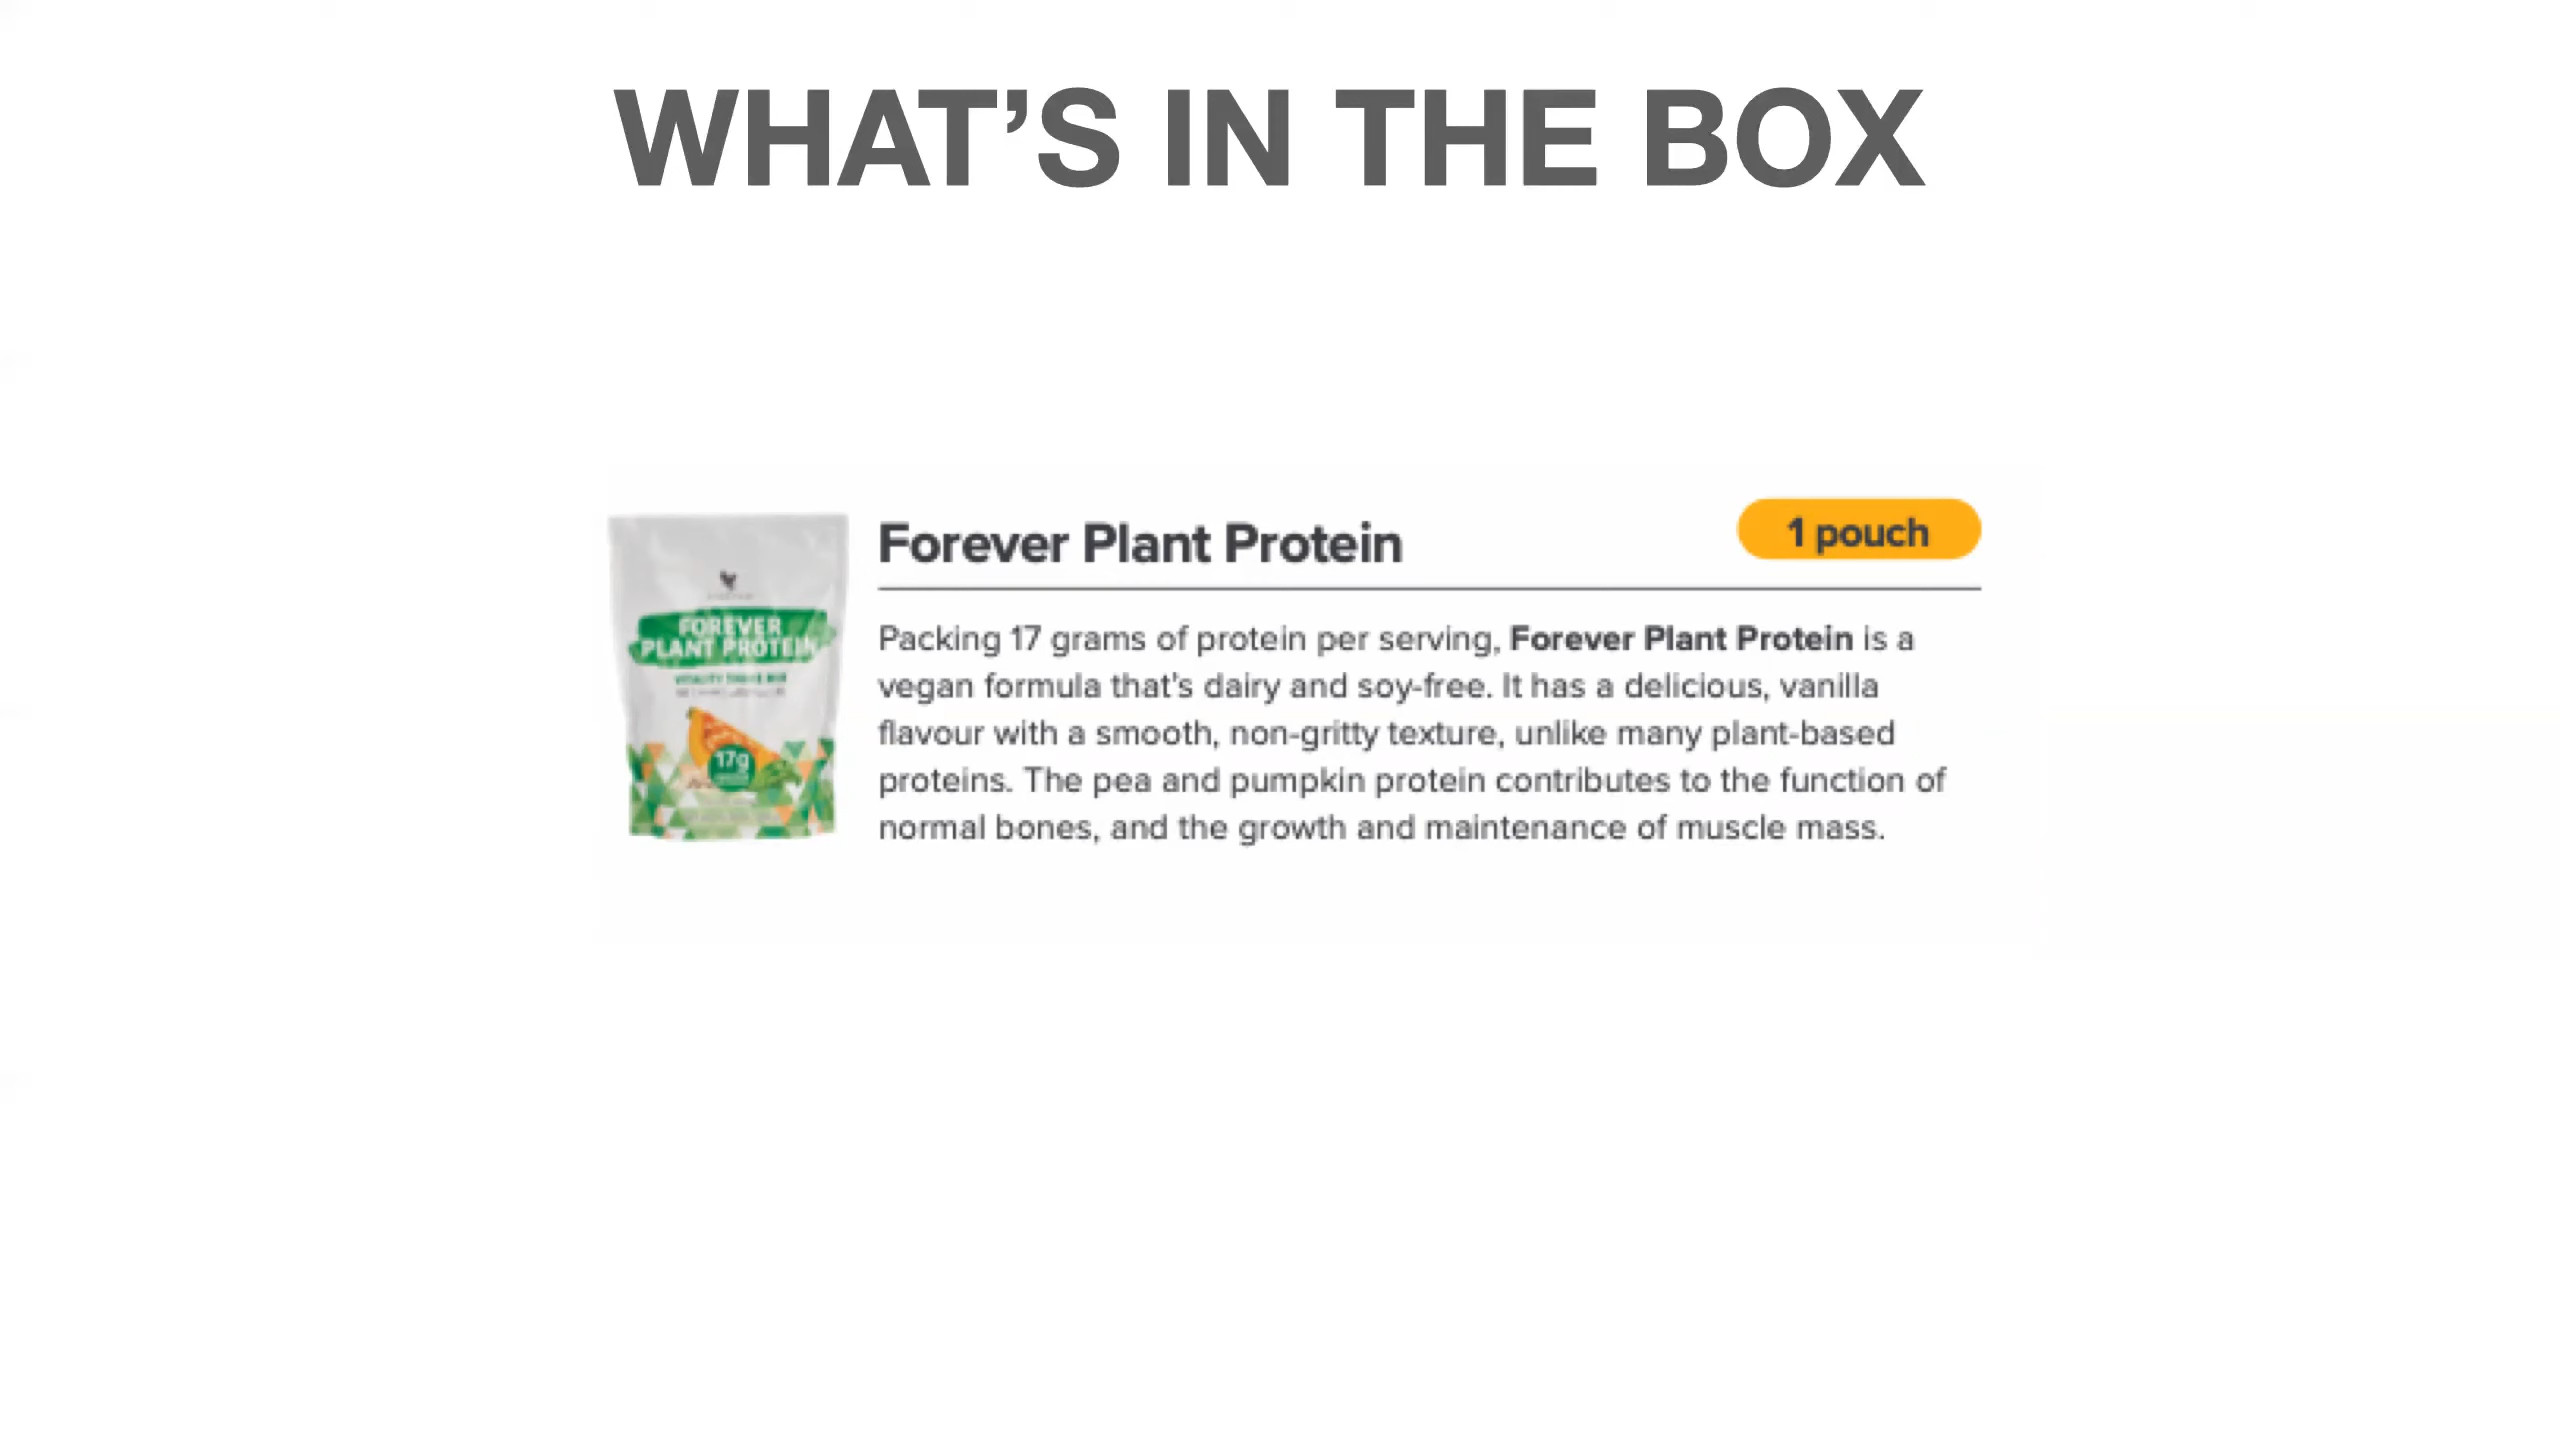 WHAT’S IN THE BOX
Forever Plant Protein
1 pouch
Packing 17 grams of protein per serving, Forever Plant Protein is a
vegan formula that's dairy and soy-free. It has a delicious, vanilla
flavour with a smooth, non-gritty texture, unlike many plant-based
proteins. The pea and pumpkin protein contributes to the function of
normal bones, and the growth and maintenance of muscle mass.
FOREVER
PLANT PROTEIN
17g